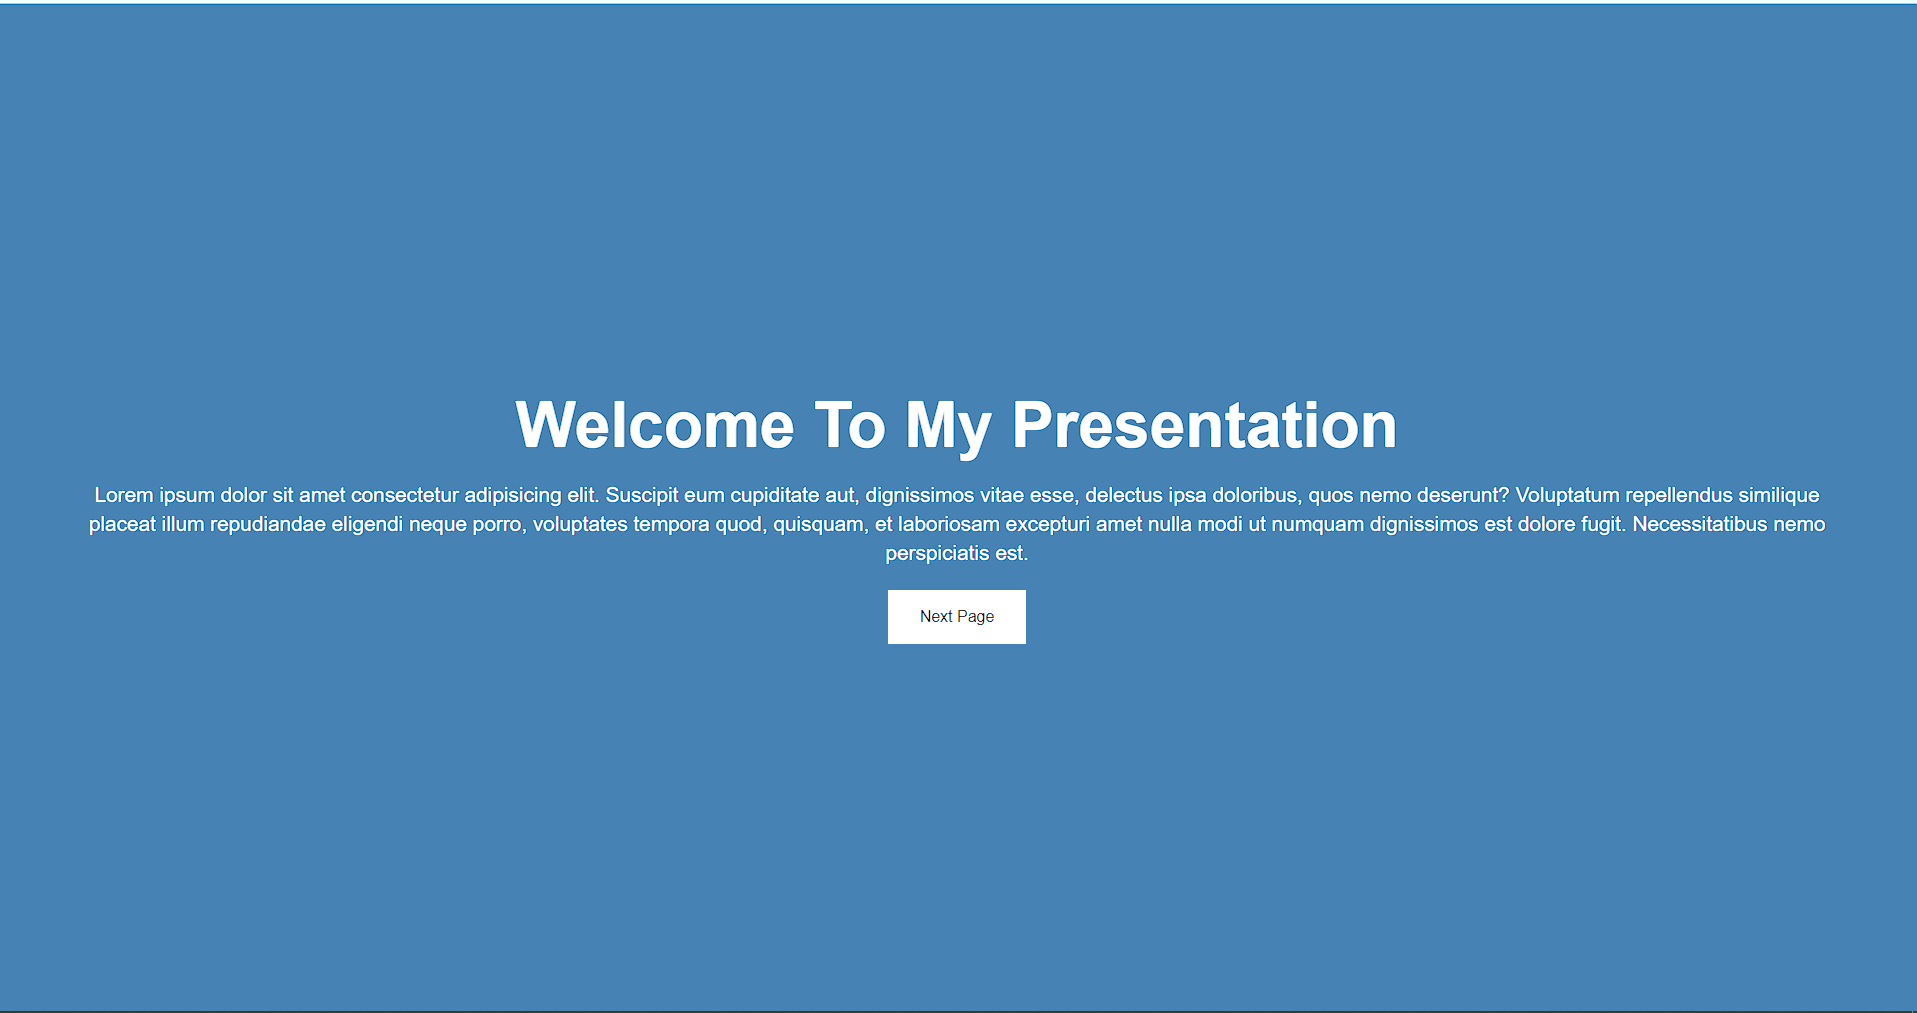 Welcome To My Presentation
Lorem ipsum dolor sit amet consectetur adipisicing elit. Suscipit eum cupiditate aut, dignissimos vitae esse, delectus ipsa doloribus, quos nemo deserunt? Voluptatum repellendus similique
placeat illum repudiandae eligendi neque porro, voluptates tempora quod, quisquam, et laboriosam excepturi amet nulla modi ut numquam dignissimos est dolore fugit. Necessitatibus nemo
perspiciatis est.
Next Page